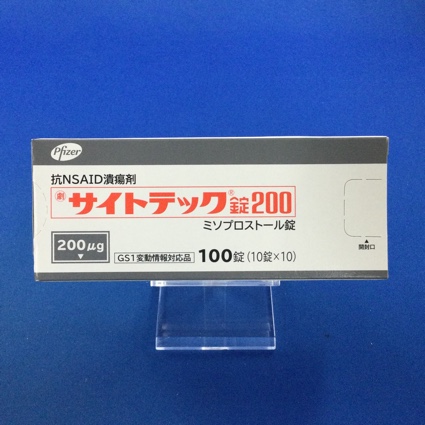 Pfizer
抗NSAID潰瘍剤
劇 サイトテック®錠200
ミソプロストール錠
200μg
▼
GS1変動情報対応品 100錠(10錠×10)
▲
開封口